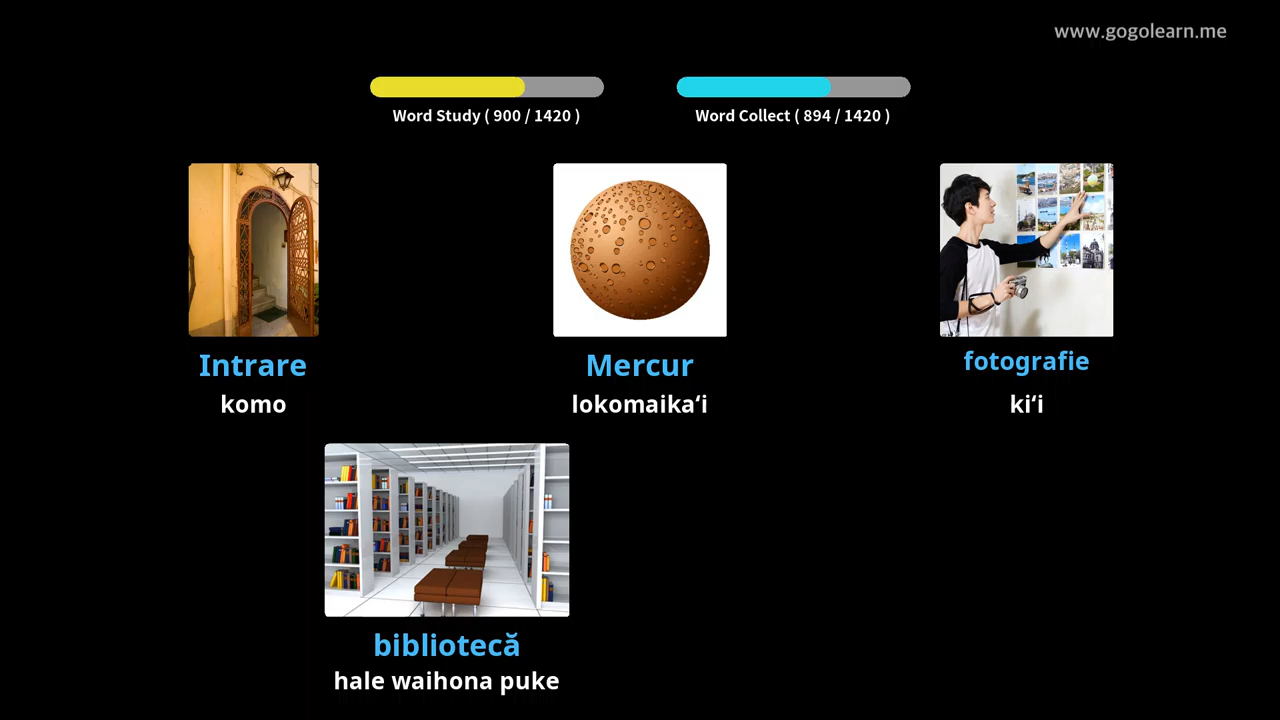 www.gogolearn.me
Word Study ( 900 / 1420 )
Word Collect ( 894 / 1420 )
Intrare
komo
Mercur
lokomaikaʻi
fotografie
kiʻi
bibliotecă
hale waihona puke